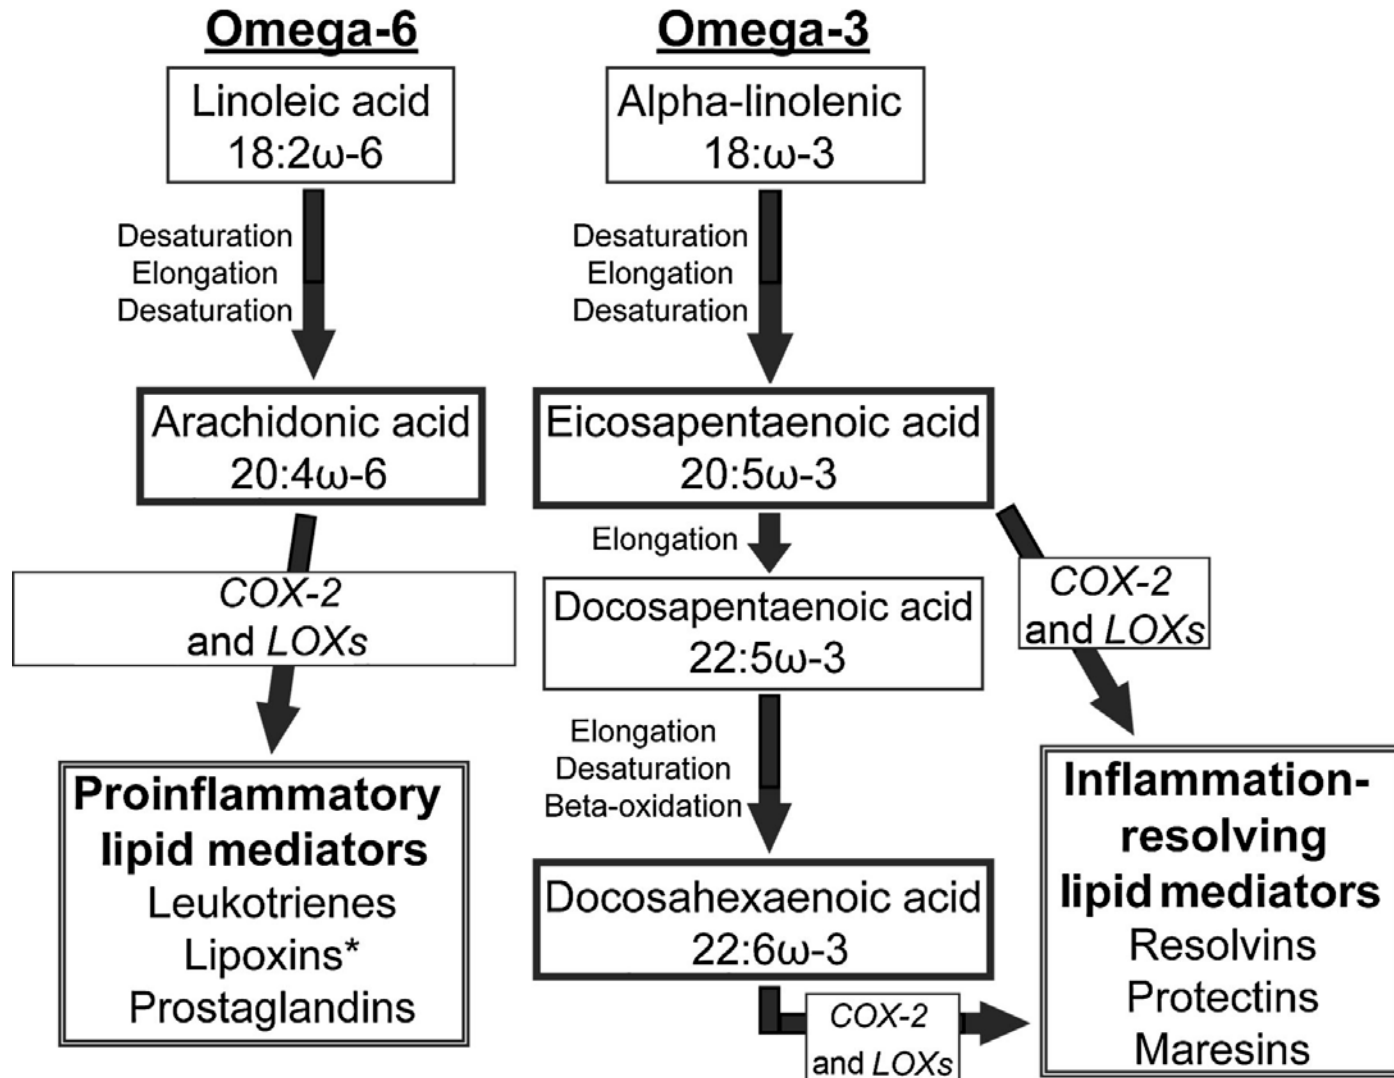 Omega-6
Linoleic acid
18:2ω-6
Desaturation
Elongation
Desaturation
Arachidonic acid
20:4ω-6
COX-2
and LOXs
Proinflammatory
lipid mediators
Leukotrienes
Lipoxins*
Prostaglandins
Omega-3
Alpha-linolenic
18:ω-3
Desaturation
Elongation
Desaturation
Eicosapentaenoic acid
20:5ω-3
Elongation
Docosapentaenoic acid
22:5ω-3
Elongation
Desaturation
Beta-oxidation
Docosahexaenoic acid
22:6ω-3
COX-2
and LOXs
COX-2
and LOXs
Inflammation-
resolving
lipid mediators
Resolvins
Protectins
Maresins